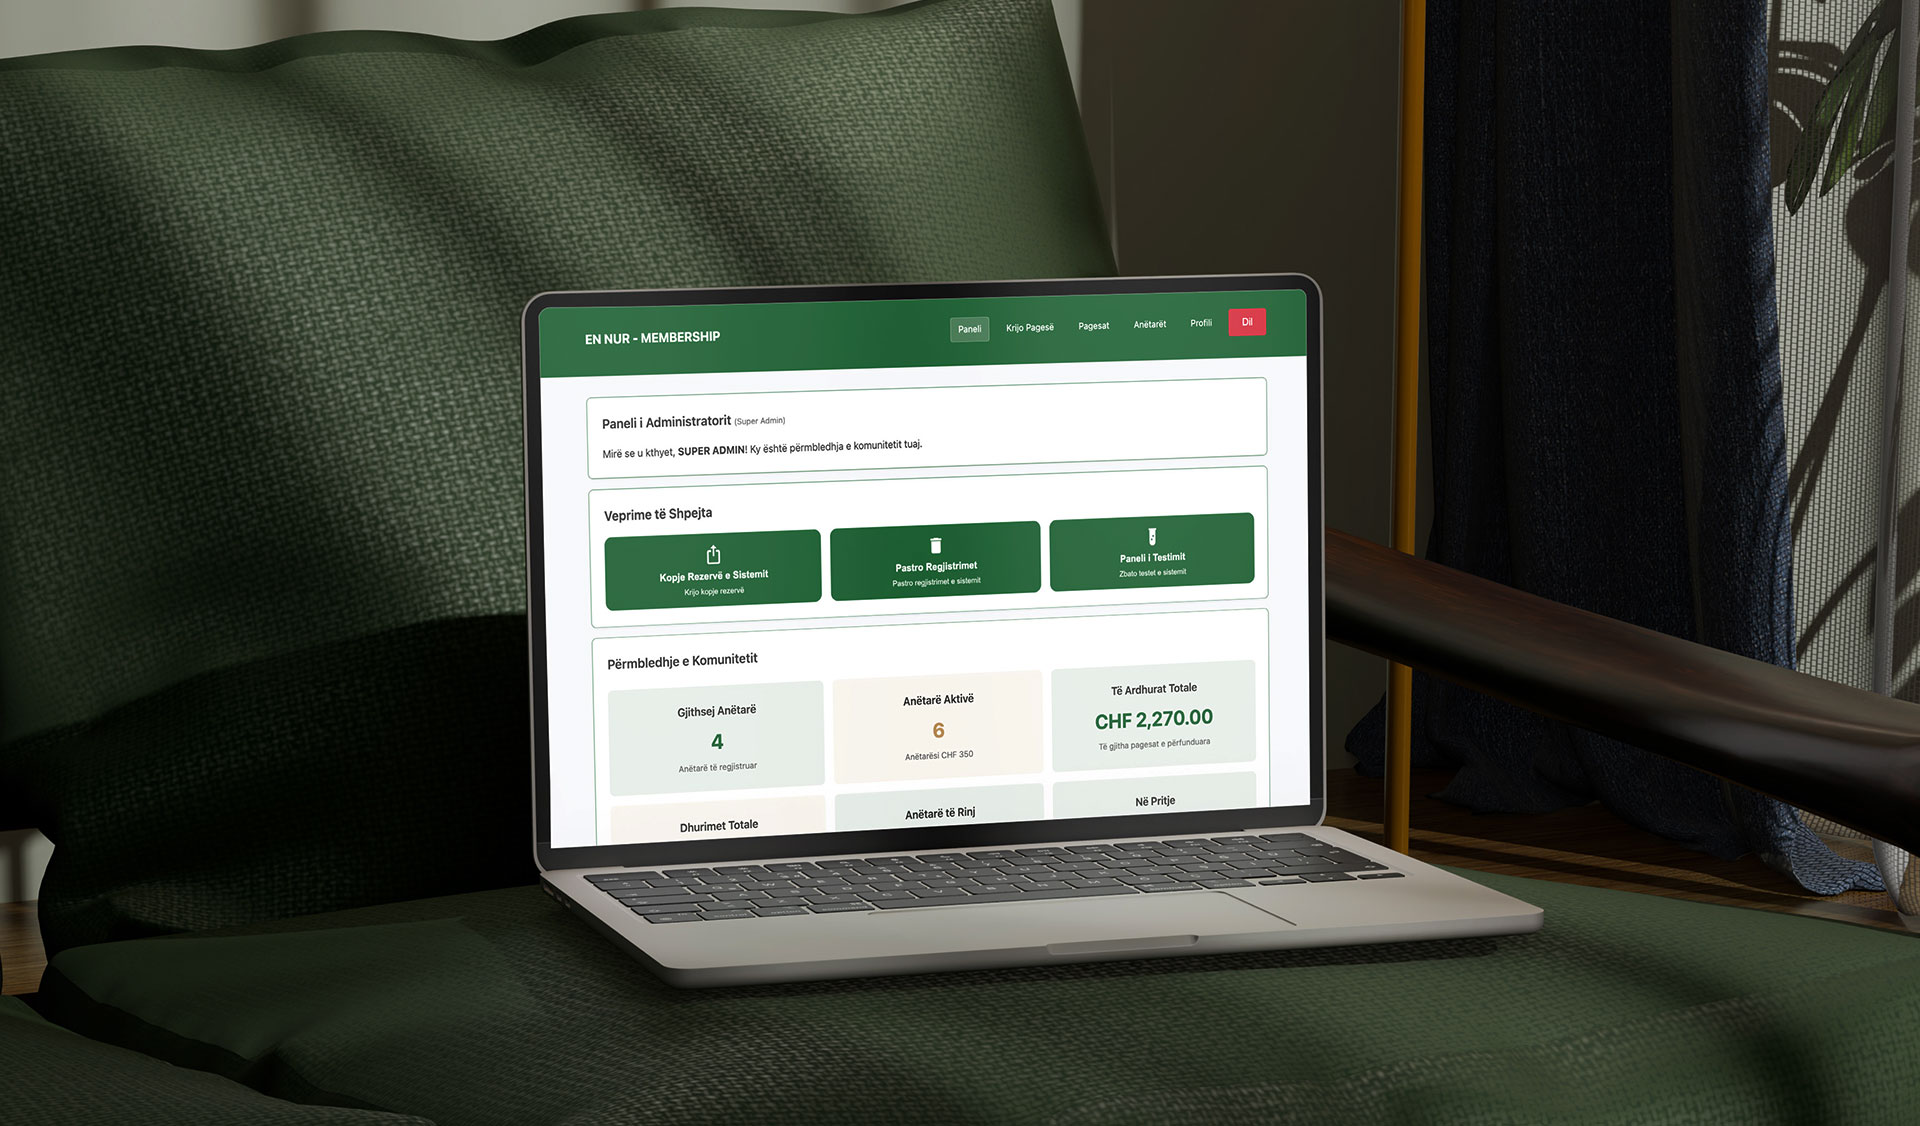 EN NUR - MEMBERSHIP
Paneli
Krijo Pagesë
Pagesat
Anëtarët
Profili
Dil
Paneli i Administratorit (Super Admin)
Mirë se u kthyet, SUPER ADMIN! Ky është përmbledhja e komunitetit tuaj.
Veprime të Shpejta
Kopje Rezervë e Sistemit
Krijo kopje rezervë
Pastro Regjistrimet
Pastro regjistrimet e sistemit
Paneli i Testimit
Zbato testet e sistemit
Përmbledhje e Komunitetit
Gjithsej Anëtarë
4
Anëtarë të regjistruar
Anëtarë Aktivë
6
Anëtarësi CHF 350
Të Ardhurat Totale
CHF 2,270.00
Të gjitha pagesat e përfunduara
Dhurimet Totale
Anëtarë të Rinj
Në Pritje